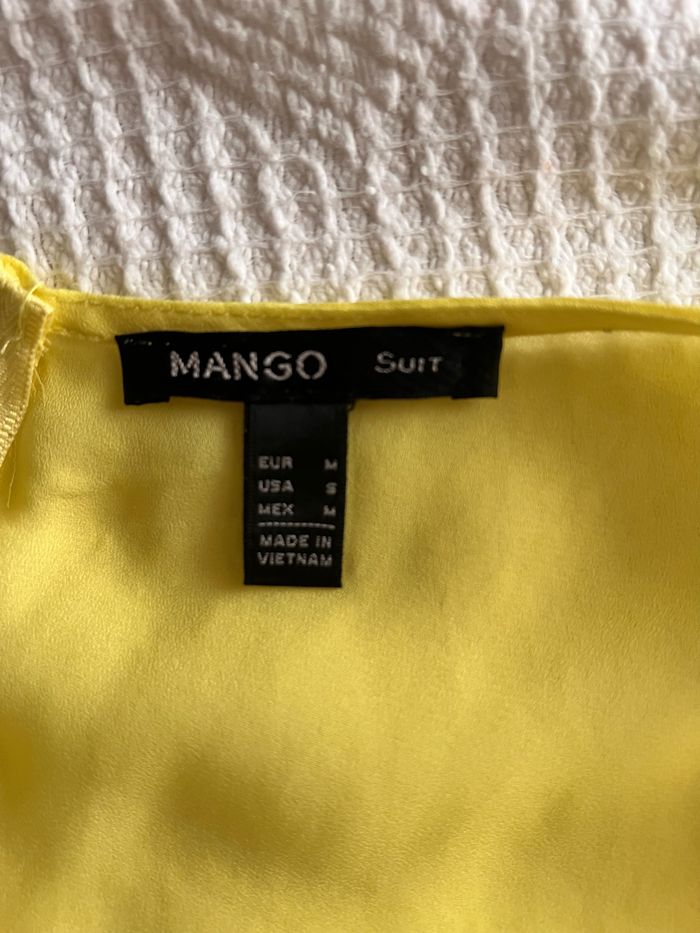 MANGO SUIT
EUR M
USA S
MEX M
MADE IN
VIETNAM